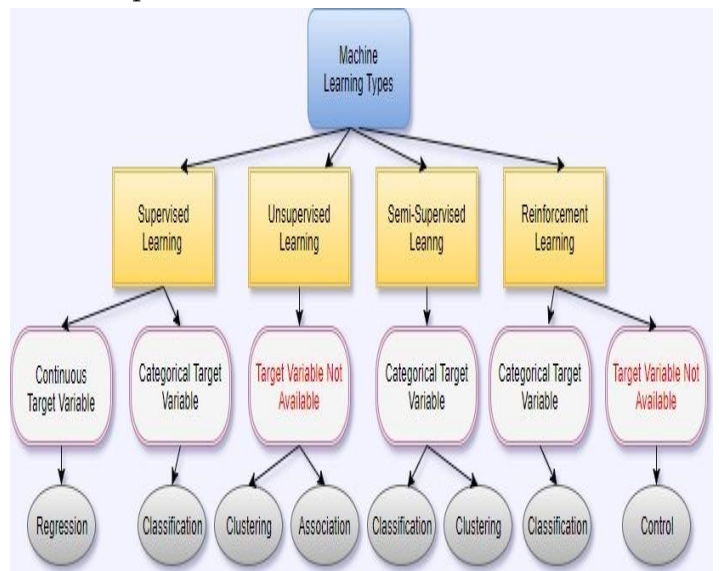 Machine
Learning Types
Supervised
Learning
Unsupervised
Learning
Semi-Supervised
Leanng
Reinforcement
Learning
Continuous
Target Variable
Categorical Target
Variable
Target Variable Not
Available
Categorical Target
Variable
Categorical Target
Variable
Target Variable Not
Available
Regression
Classification
Clustering
Association
Classification
Clustering
Classification
Control